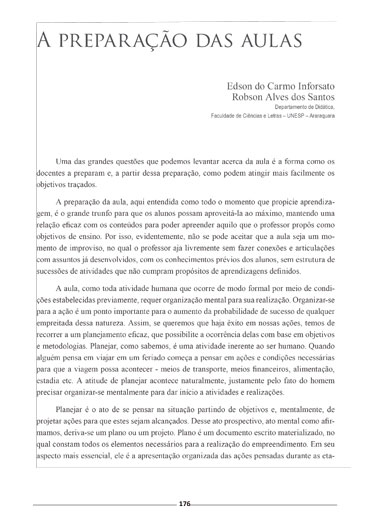 A PREPARAÇÃO DAS AULAS
Edson do Carmo Inforsato
Robson Alves dos Santos
Departamento de Didática,
Faculdade de Ciências e Letras – UNESP – Araraquara
Uma das grandes questões que podemos levantar acerca da aula é a forma como os
docentes a preparam e, a partir dessa preparação, como podem atingir mais facilmente os
objetivos traçados.
A preparação da aula, aqui entendida como todo o momento que propicie aprendiza-
gem, é o grande trunfo para que os alunos possam aproveitá-la ao máximo, mantendo uma
relação eficaz com os conteúdos para poder apreender aquilo que o professor propôs como
objetivos de ensino. Por isso, evidentemente, não se pode aceitar que a aula seja um mo-
mento de improviso, no qual o professor aja livremente sem fazer conexões e articulações
com assuntos já desenvolvidos, com os conhecimentos prévios dos alunos, sem estrutura de
sucessões de atividades que não cumpram propósitos de aprendizagens definidos.
A aula, como toda atividade humana que ocorre de modo formal por meio de condi-
ções estabelecidas previamente, requer organização mental para sua realização. Organizar-se
para a ação é um ponto importante para o aumento da probabilidade de sucesso de qualquer
empreitada dessa natureza. Assim, se queremos que haja êxito em nossas ações, temos de
recorrer a um planejamento eficaz, que possibilite a ocorrência delas com base em objetivos
e metodologias. Planejar, como sabemos, é uma atividade inerente ao ser humano. Quando
alguém pensa em viajar em um feriado começa a pensar em ações e condições necessárias
para que a viagem possa acontecer - meios de transporte, meios financeiros, alimentação,
estadia etc. A atitude de planejar acontece naturalmente, justamente pelo fato do homem
precisar organizar-se mentalmente para dar início a atividades e realizações.
Planejar é o ato de se pensar na situação partindo de objetivos e, mentalmente, de
projetar ações para que estes sejam alcançados. Desse ato prospectivo, ato mental como afir-
mamos, deriva-se um plano ou um projeto. Plano é um documento escrito materializado, no
qual constam todos os elementos necessários para a realização do empreendimento. Em seu
aspecto mais essencial, ele é a apresentação organizada das ações pensadas durante as eta-
176